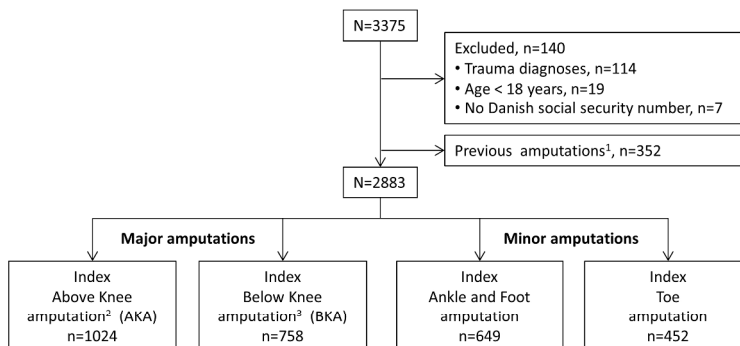 N=3375
Excluded, n=140
• Trauma diagnoses, n=114
• Age < 18 years, n=19
• No Danish social security number, n=7
Previous amputations¹, n=352
N=2883
Major amputations
Minor amputations
Index
Above Knee
amputation² (AKA)
n=1024
Index
Below Knee
amputation³ (BKA)
n=758
Index
Ankle and Foot
amputation
n=649
Index
Toe
amputation
n=452